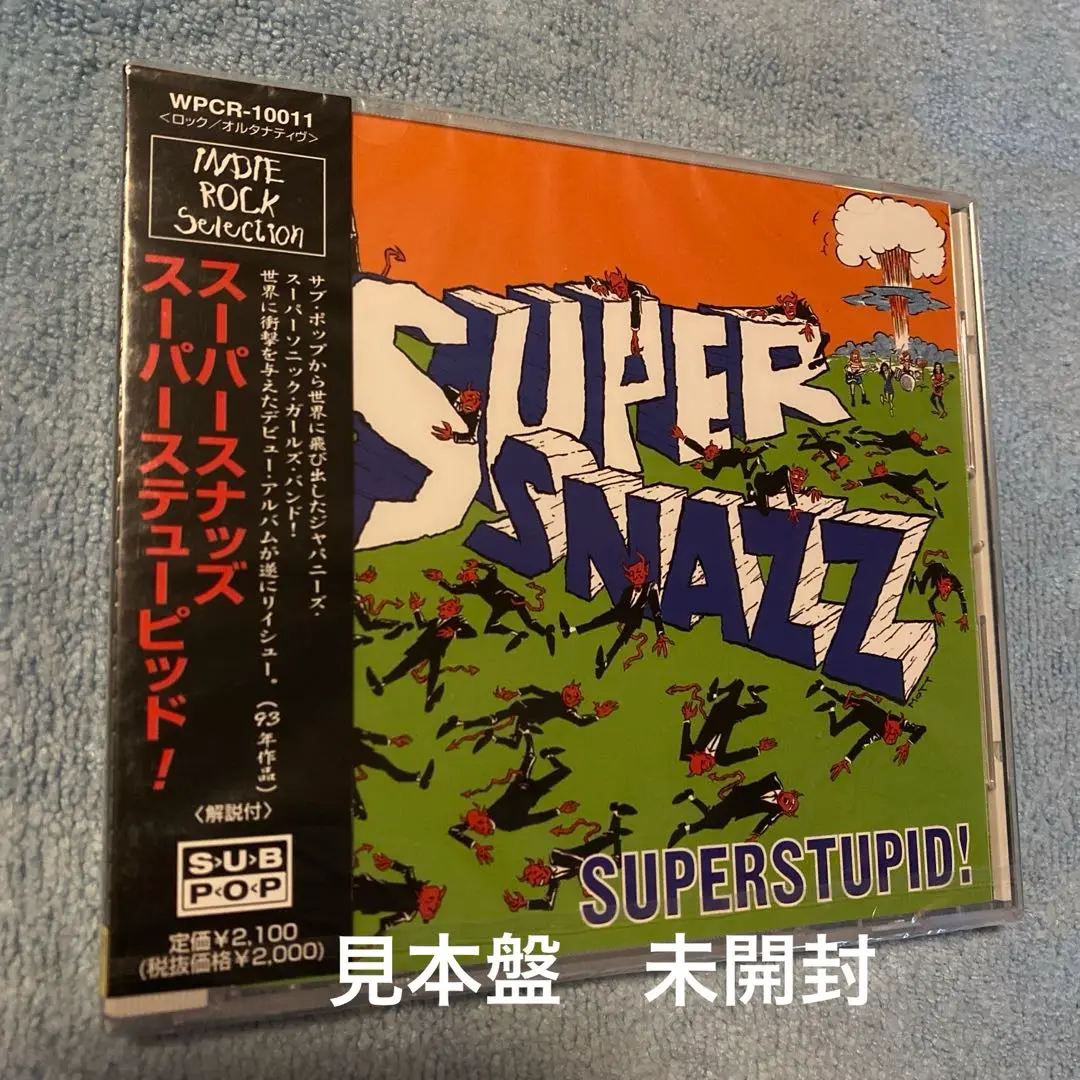 WPCR-10011
<ロック／オルタナティヴ>
INDIE
ROCK
Selection
スーパースナッズ
スーパーステューピッド！
サブ・ポップから世界に飛び出したジャパニーズ・
スーパーソニック・ガールズ・バンド！
世界に衝撃を与えたデビュー・アルバムが逆にリイシュー。（93年作品）
〈解説付〉
S›U›B
P‹O‹P
定価¥2,100
(税抜価格¥2,000)
SUPER
SNAZZ
MOTT
SUPERSTUPID!
見本盤　未開封